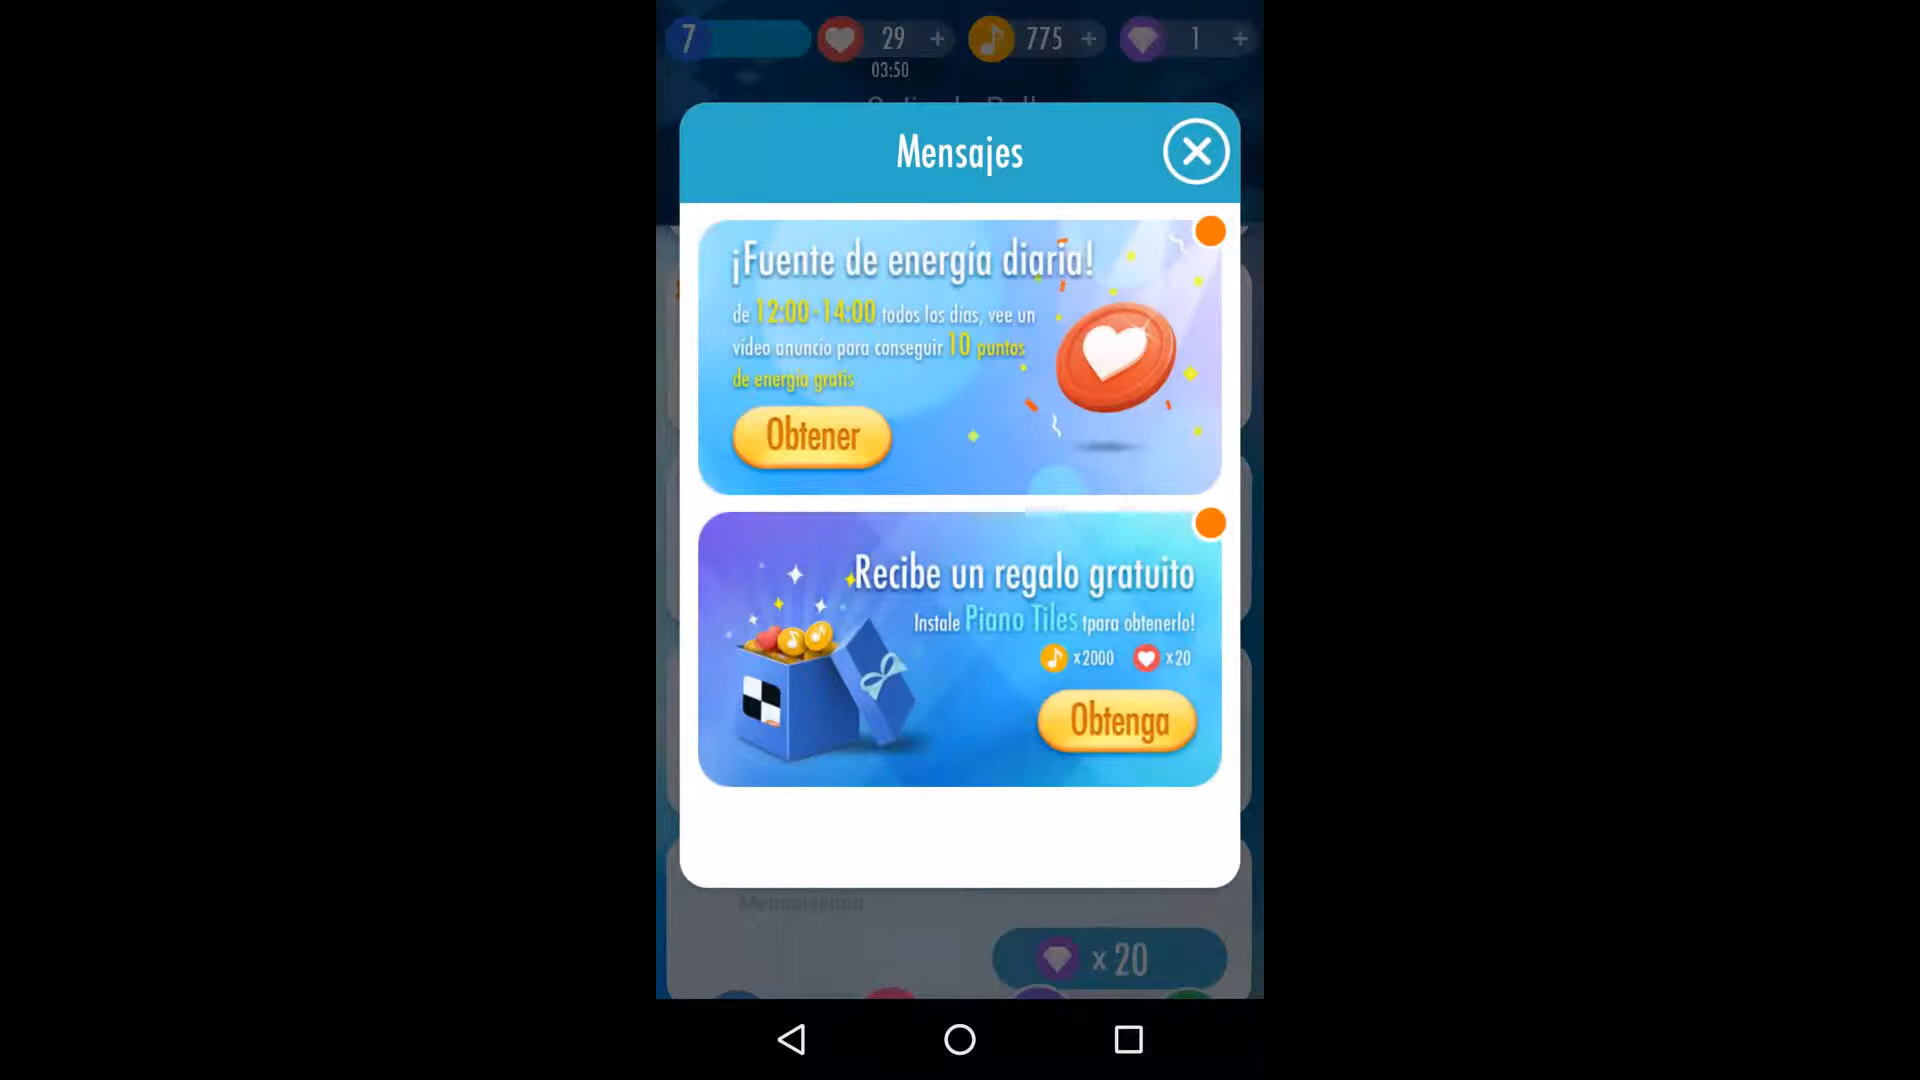 7 29 + 775 + 1 +
03:50
Mensajes
¡Fuente de energía diaria!
de 12:00-14:00 todos los días, vee un
vídeo anuncio para conseguir 10 puntos
de energía gratis
Obtener
Recibe un regalo gratuito
Instale Piano Tiles tpara obtenerlo!
x2000 x20
Obtenga
x 20